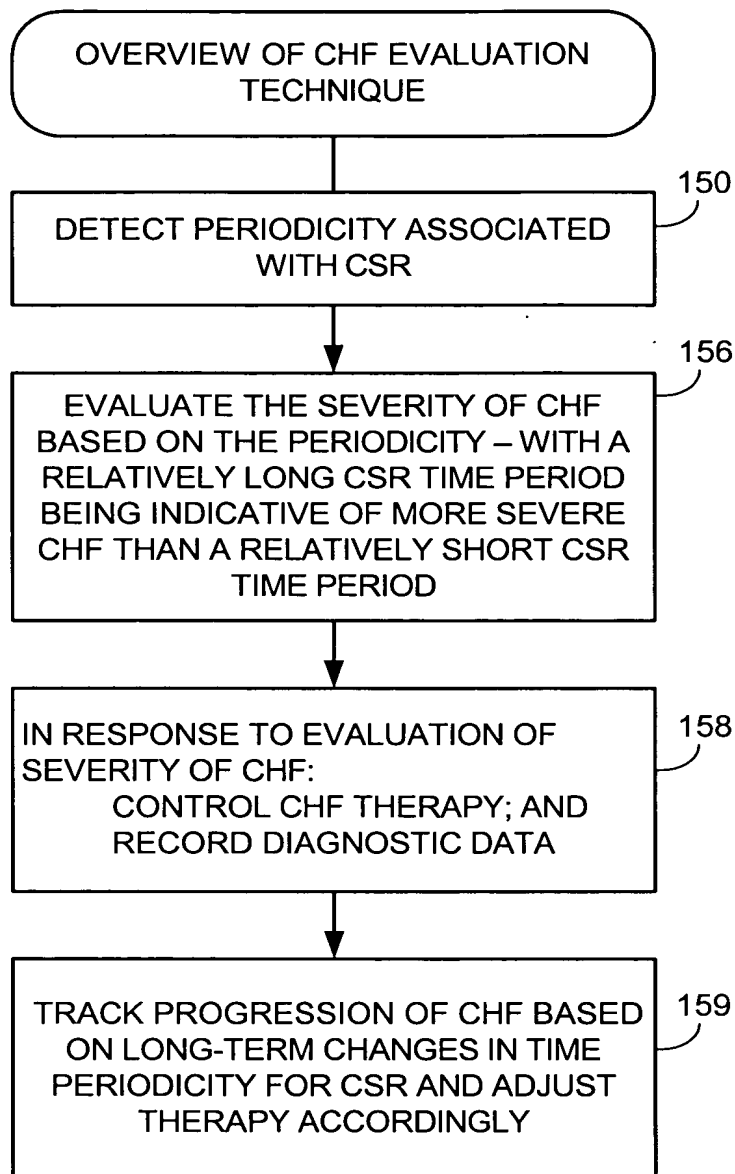 OVERVIEW OF CHF EVALUATION
TECHNIQUE
150
DETECT PERIODICITY ASSOCIATED
WITH CSR
156
EVALUATE THE SEVERITY OF CHF
BASED ON THE PERIODICITY – WITH A
RELATIVELY LONG CSR TIME PERIOD
BEING INDICATIVE OF MORE SEVERE
CHF THAN A RELATIVELY SHORT CSR
TIME PERIOD
158
IN RESPONSE TO EVALUATION OF
SEVERITY OF CHF:
CONTROL CHF THERAPY; AND
RECORD DIAGNOSTIC DATA
159
TRACK PROGRESSION OF CHF BASED
ON LONG-TERM CHANGES IN TIME
PERIODICITY FOR CSR AND ADJUST
THERAPY ACCORDINGLY